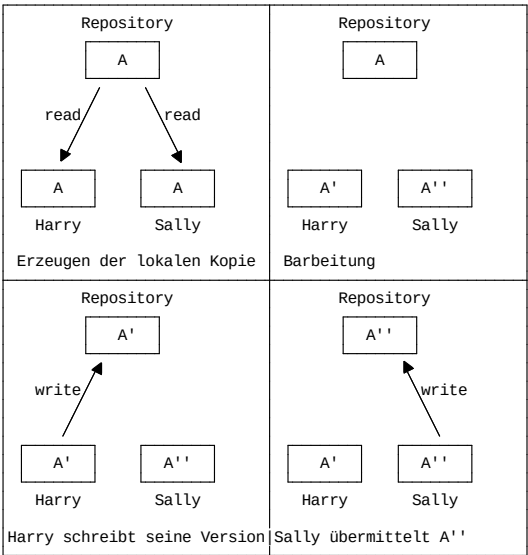 Repository
A
read read
A A
Harry Sally
Erzeugen der lokalen Kopie
Repository
A
A' A''
Harry Sally
Barbeitung
Repository
A'
write
A' A''
Harry Sally
Harry schreibt seine Version
Repository
A''
write
A' A''
Harry Sally
Sally übermittelt A''